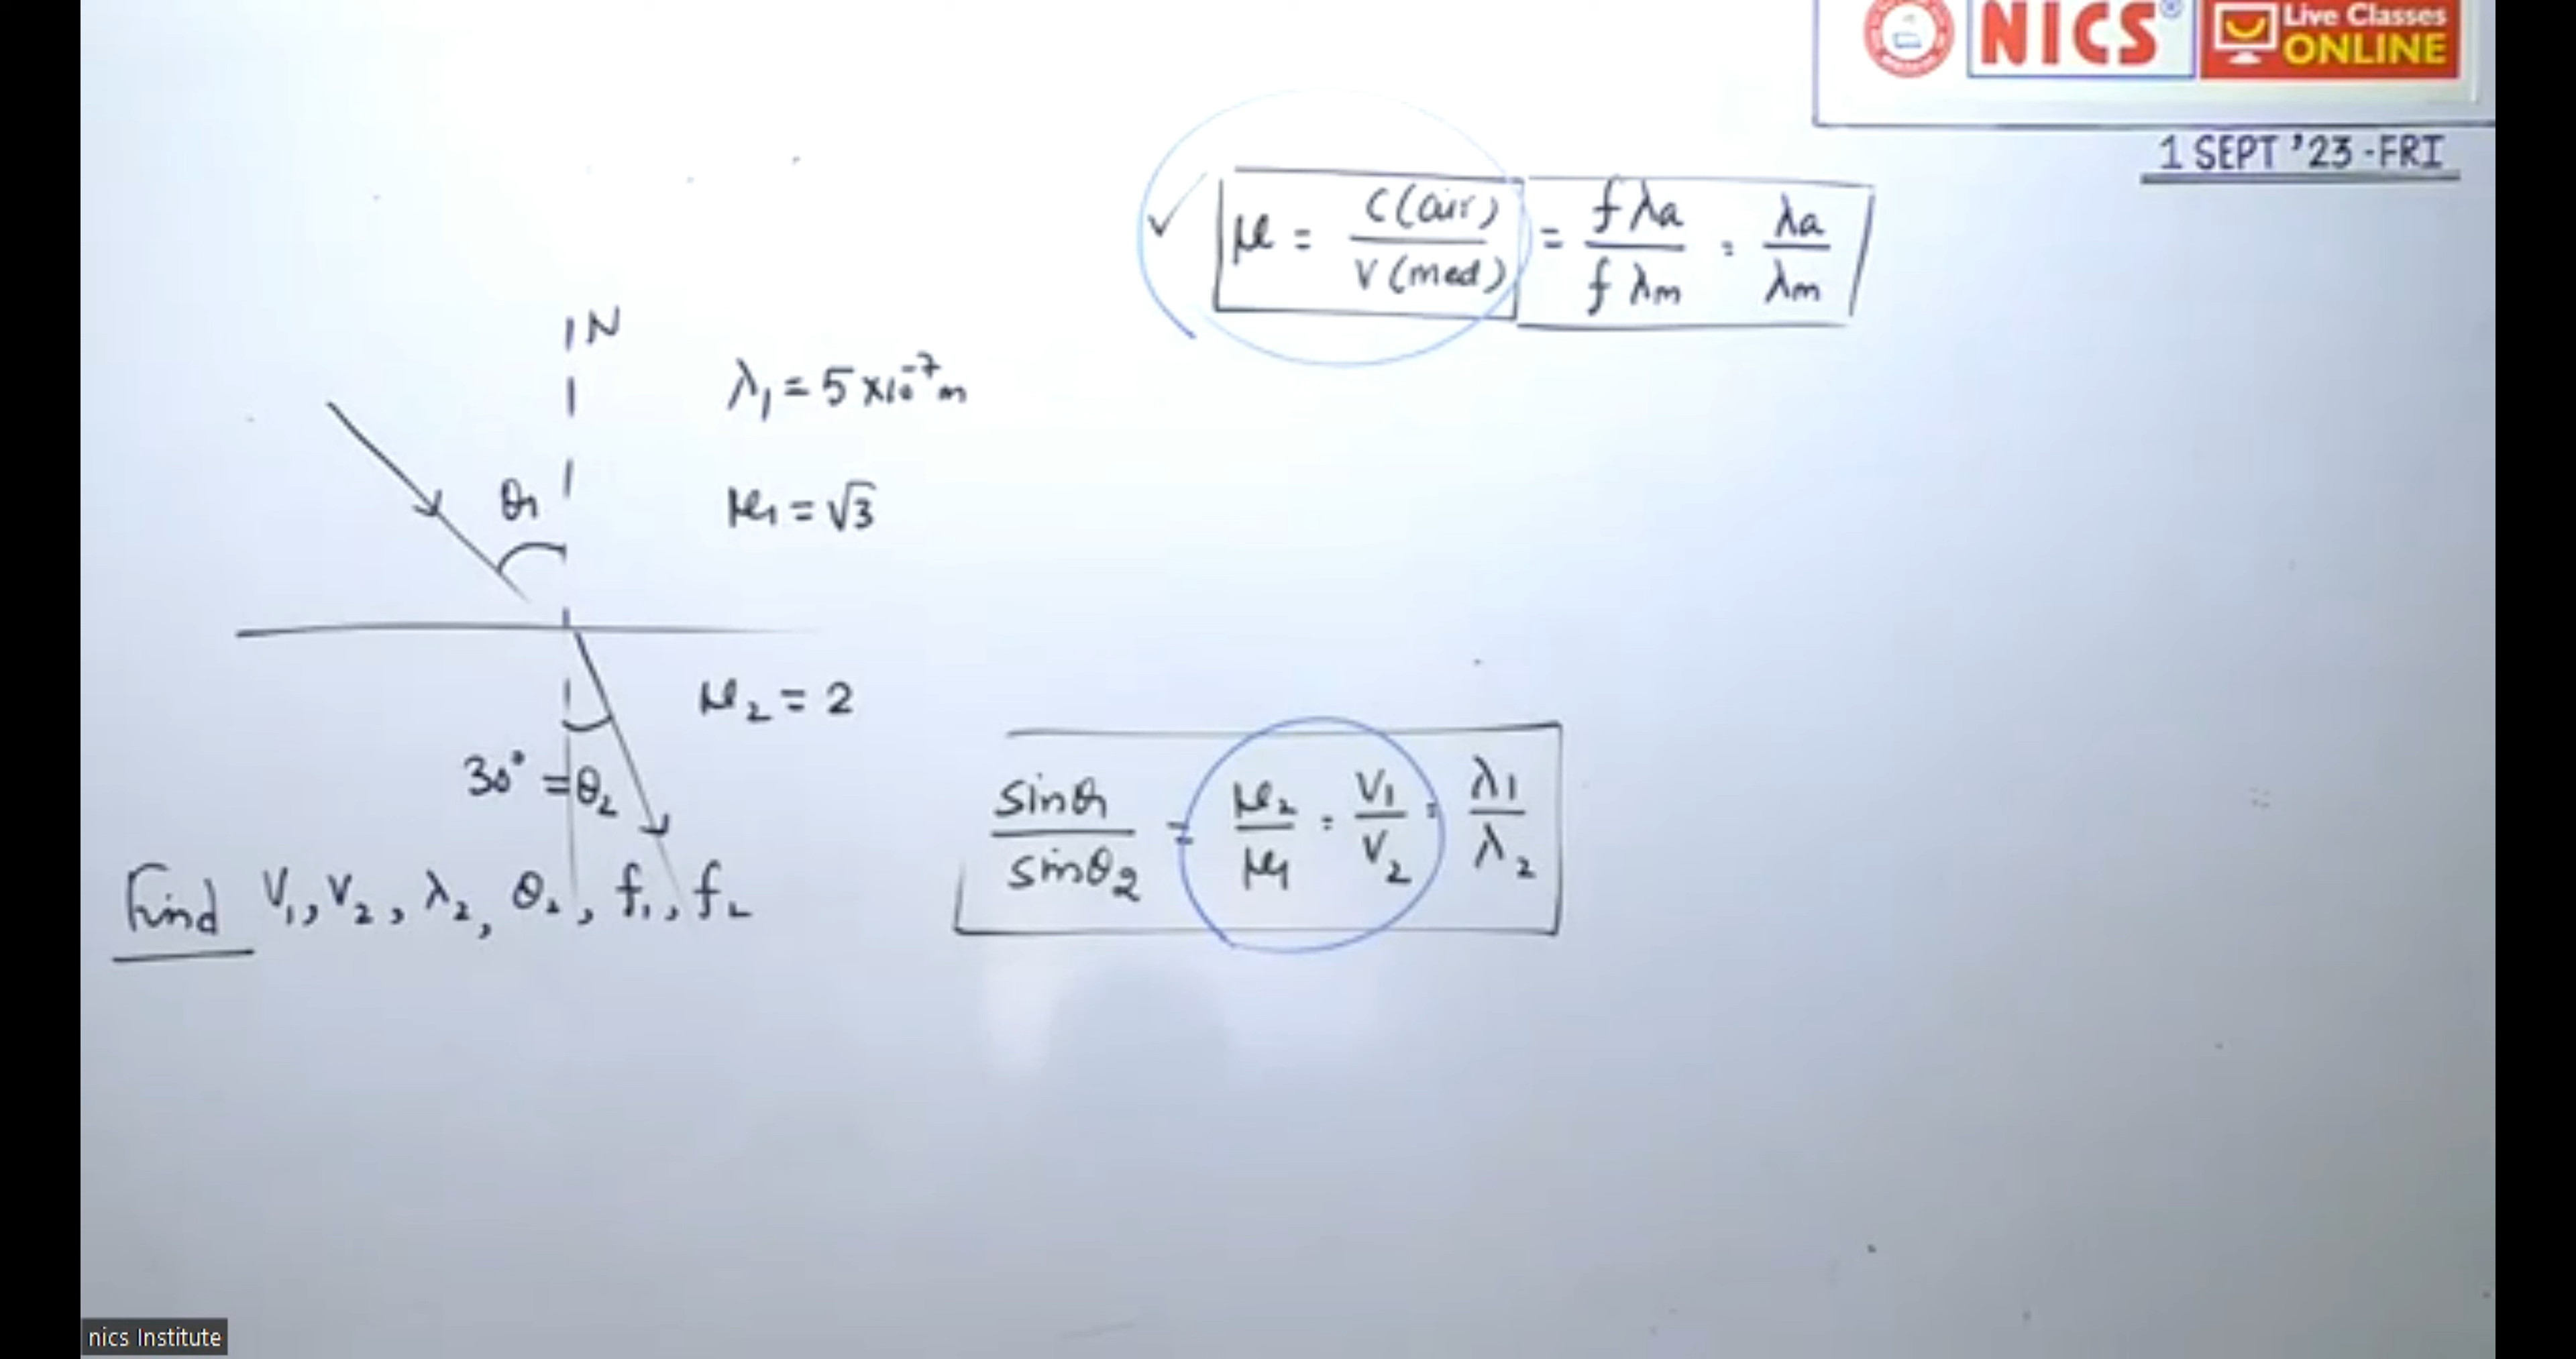 NICS®
Live Classes
ONLINE
1 SEPT '23 -FRI
✓ μ = C(air) / V(med) = fλa / fλm = λa / λm
N
λ₁ = 5×10⁻⁷m
θ₁
μ₁ = √3
μ₂ = 2
30° = θ₂
sinθ₁ / sinθ₂ = μ₂ / μ₁ = V₁ / V₂ = λ₁ / λ₂
Find V₁, V₂, λ₂, θ₂, f₁, f₂
nics Institute